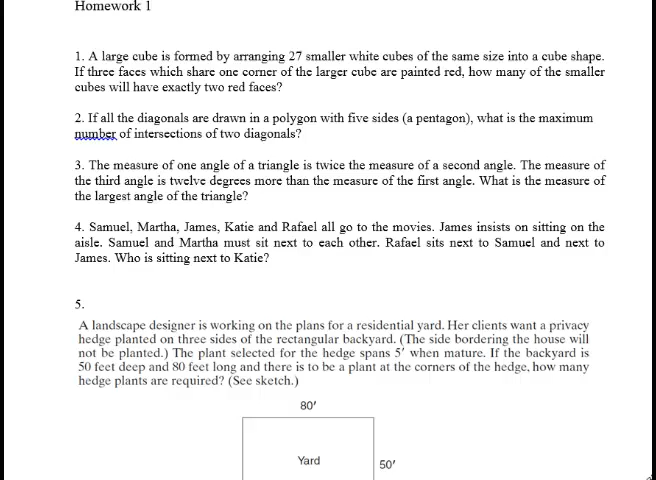 Homework 1
1. A large cube is formed by arranging 27 smaller white cubes of the same size into a cube shape.
If three faces which share one corner of the larger cube are painted red, how many of the smaller
cubes will have exactly two red faces?
2. If all the diagonals are drawn in a polygon with five sides (a pentagon), what is the maximum
number of intersections of two diagonals?
3. The measure of one angle of a triangle is twice the measure of a second angle. The measure of
the third angle is twelve degrees more than the measure of the first angle. What is the measure of
the largest angle of the triangle?
4. Samuel, Martha, James, Katie and Rafael all go to the movies. James insists on sitting on the
aisle. Samuel and Martha must sit next to each other. Rafael sits next to Samuel and next to
James. Who is sitting next to Katie?
5.
A landscape designer is working on the plans for a residential yard. Her clients want a privacy
hedge planted on three sides of the rectangular backyard. (The side bordering the house will
not be planted.) The plant selected for the hedge spans 5′ when mature. If the backyard is
50 feet deep and 80 feet long and there is to be a plant at the corners of the hedge, how many
hedge plants are required? (See sketch.)
80′
Yard
50′